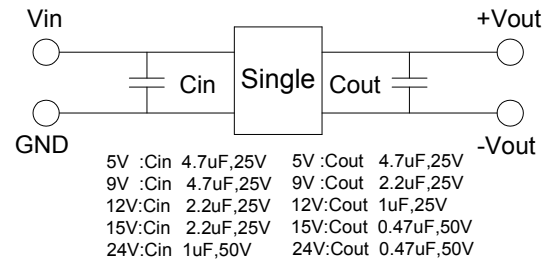 Vin
+Vout
Cin
Single
Cout
GND
-Vout
5V :Cin 4.7uF,25V 5V :Cout 4.7uF,25V
9V :Cin 4.7uF,25V 9V :Cout 2.2uF,25V
12V:Cin 2.2uF,25V 12V:Cout 1uF,25V
15V:Cin 2.2uF,25V 15V:Cout 0.47uF,50V
24V:Cin 1uF,50V 24V:Cout 0.47uF,50V